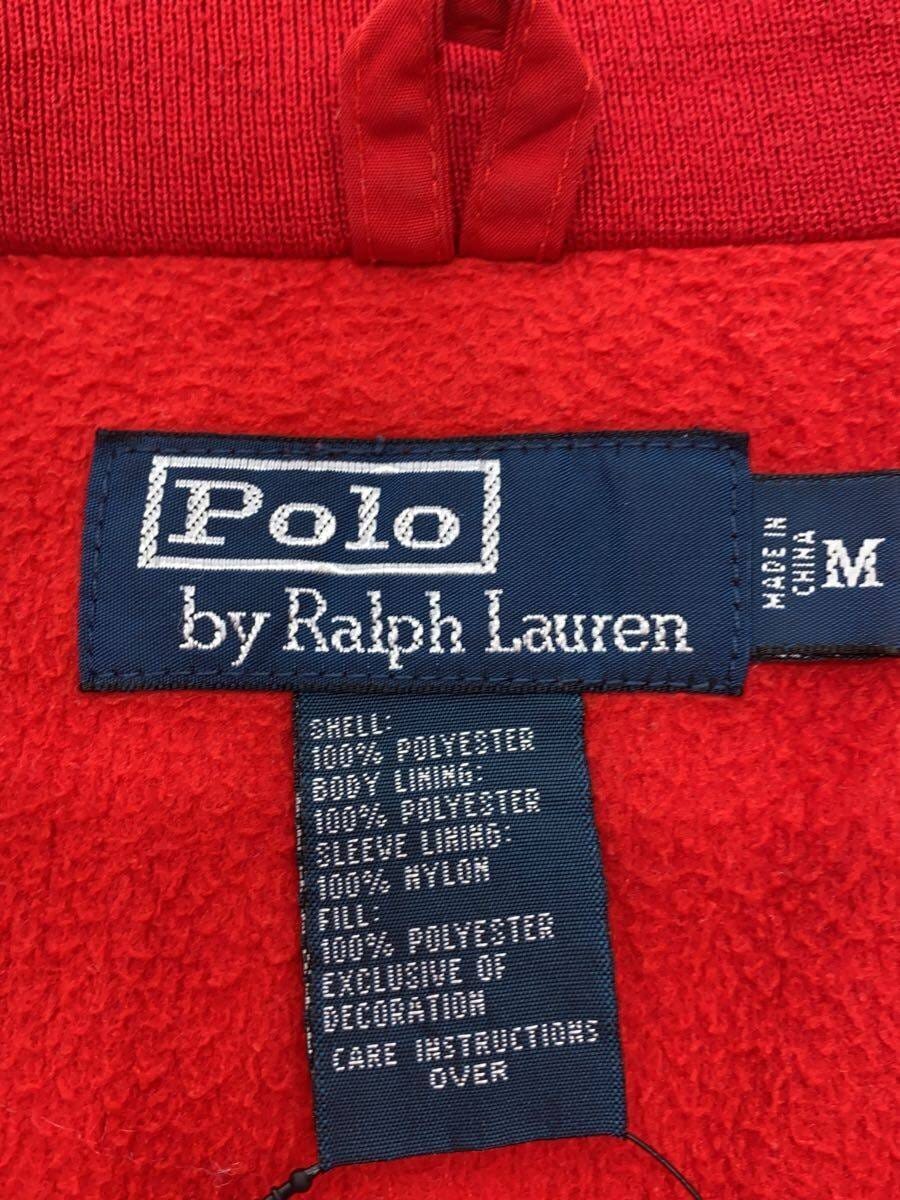 Polo
by Ralph Lauren
MADE IN
CHINA
M
SHELL:
100% POLYESTER
BODY LINING:
100% POLYESTER
SLEEVE LINING:
100% NYLON
FILL:
100% POLYESTER
EXCLUSIVE OF
DECORATION
CARE INSTRUCTIONS
OVER